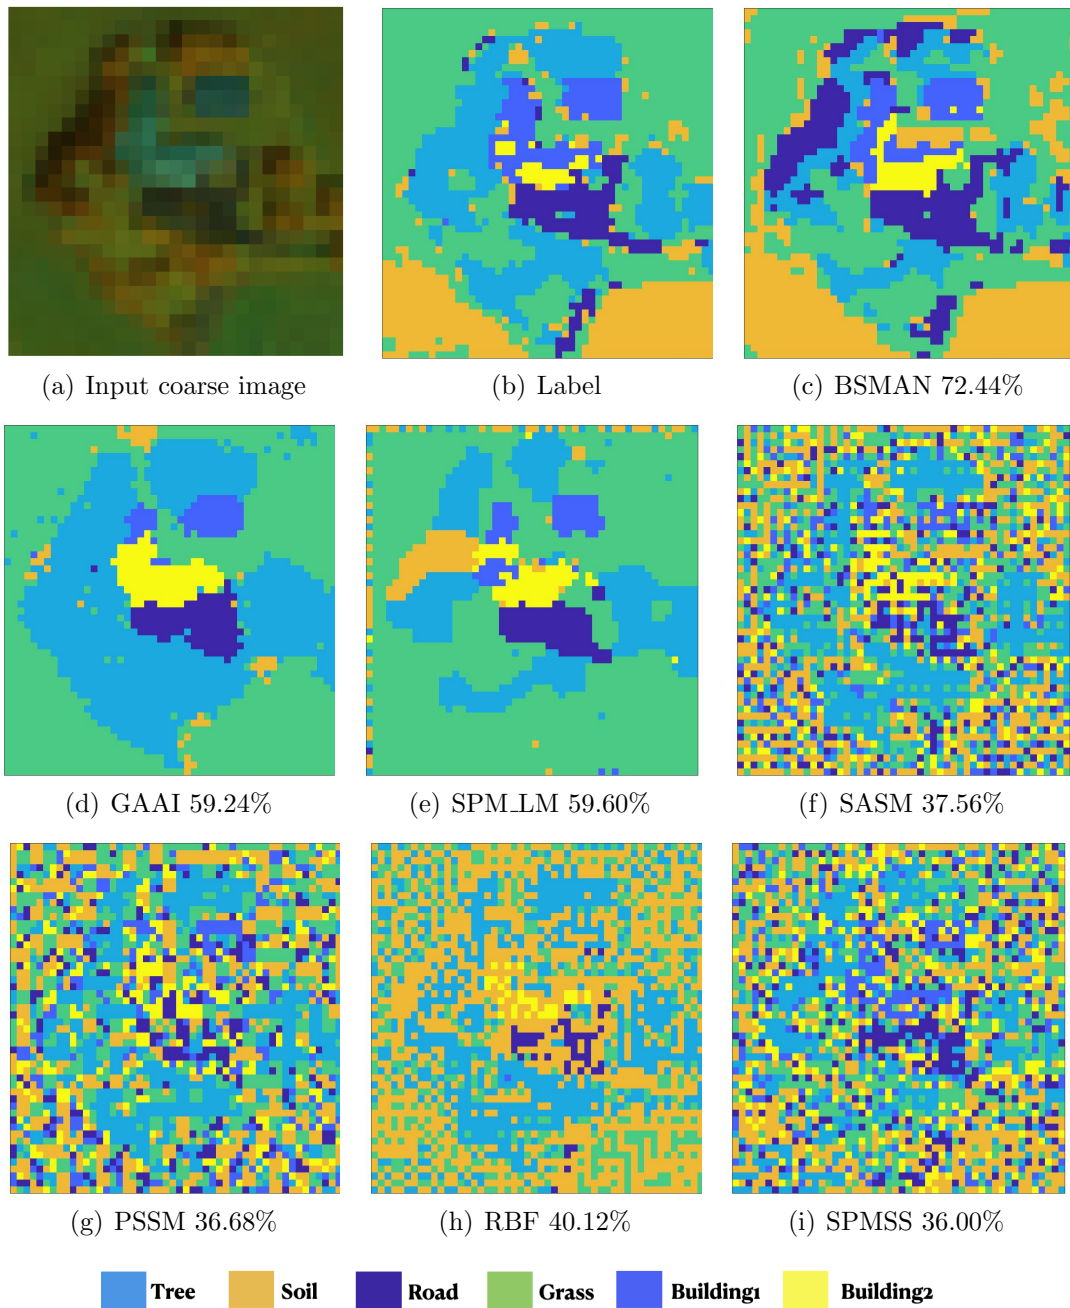 (a) Input coarse image
(b) Label
(c) BSMAN 72.44%
(d) GAAI 59.24%
(e) SPM_LM 59.60%
(f) SASM 37.56%
(g) PSSM 36.68%
(h) RBF 40.12%
(i) SPMSS 36.00%
Tree Soil Road Grass Building1 Building2